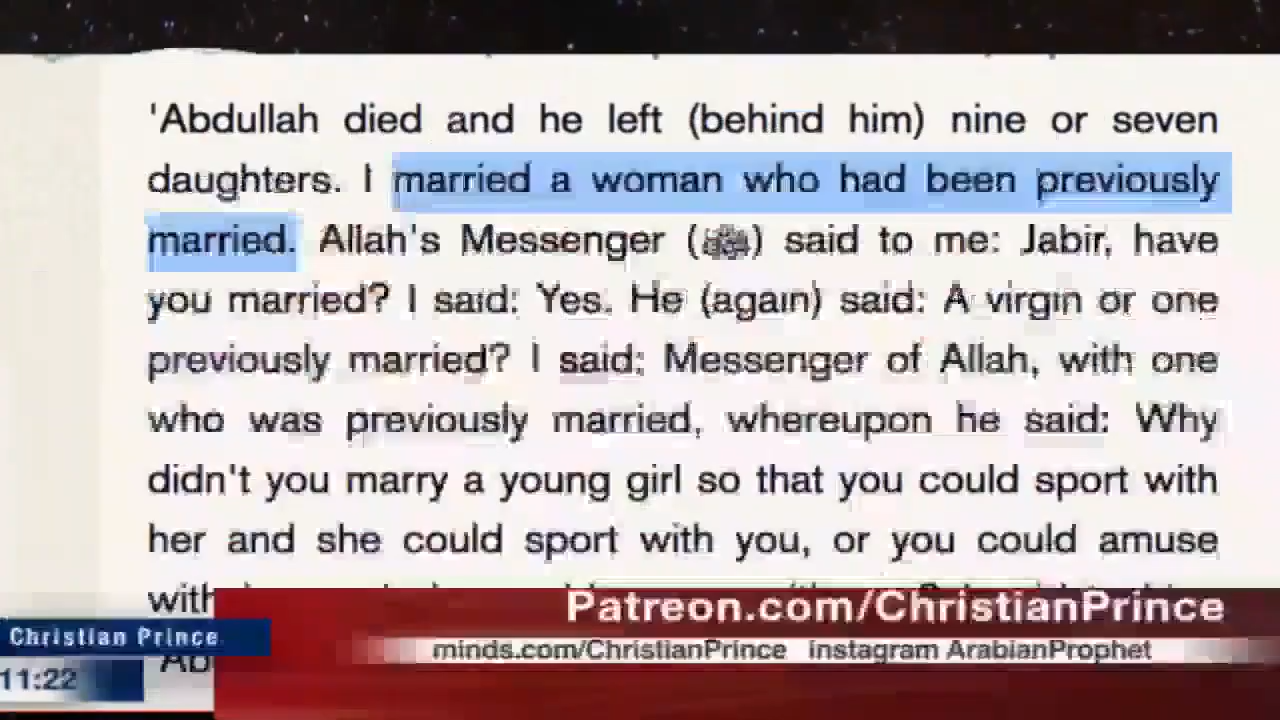 'Abdullah died and he left (behind him) nine or seven
daughters. I married a woman who had been previously
married. Allah's Messenger (ﷺ) said to me: Jabir, have
you married? I said: Yes. He (again) said: A virgin or one
previously married? I said: Messenger of Allah, with one
who was previously married, whereupon he said: Why
didn't you marry a young girl so that you could sport with
her and she could sport with you, or you could amuse
with
Patreon.com/ChristianPrince
Christian Prince
minds.com/ChristianPrince instagram ArabianProphet
'Ab
11:22